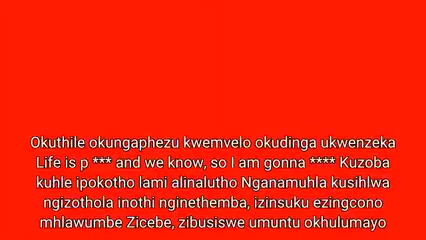 Okuthile okungaphezu kwemvelo okudinga ukwenzeka
Life is p *** and we know, so I am gonna **** Kuzoba
kuhle ipokotho lami alinalutho Nganamuhla kusihlwa
ngizothola inothi nginethemba, izinsuku ezingcono
mhlawumbe Zicebe, zibusiswe umuntu okhulumayo